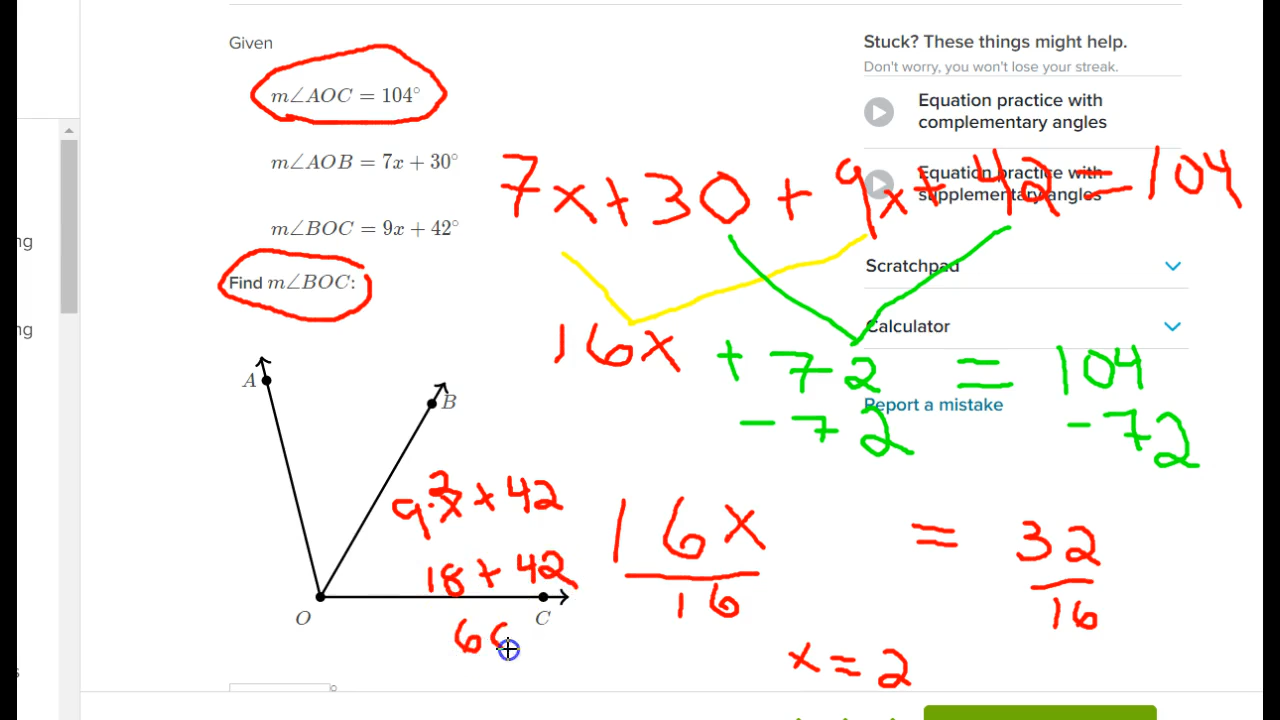 Given
m∠AOC = 104°
m∠AOB = 7x + 30°
m∠BOC = 9x + 42°
Find m∠BOC:
Stuck? These things might help.
Don't worry, you won't lose your streak.
Equation practice with
complementary angles
Equation practice with
supplementary angles
Scratchpad
Calculator
Report a mistake
7x+30 + 9x+ 42 = 104
16x + 72 = 104
-72 -72
16x = 32
16 16
x = 2
ng
ng
s
A
B
9·x + 42
2
18 + 42
O
C
°